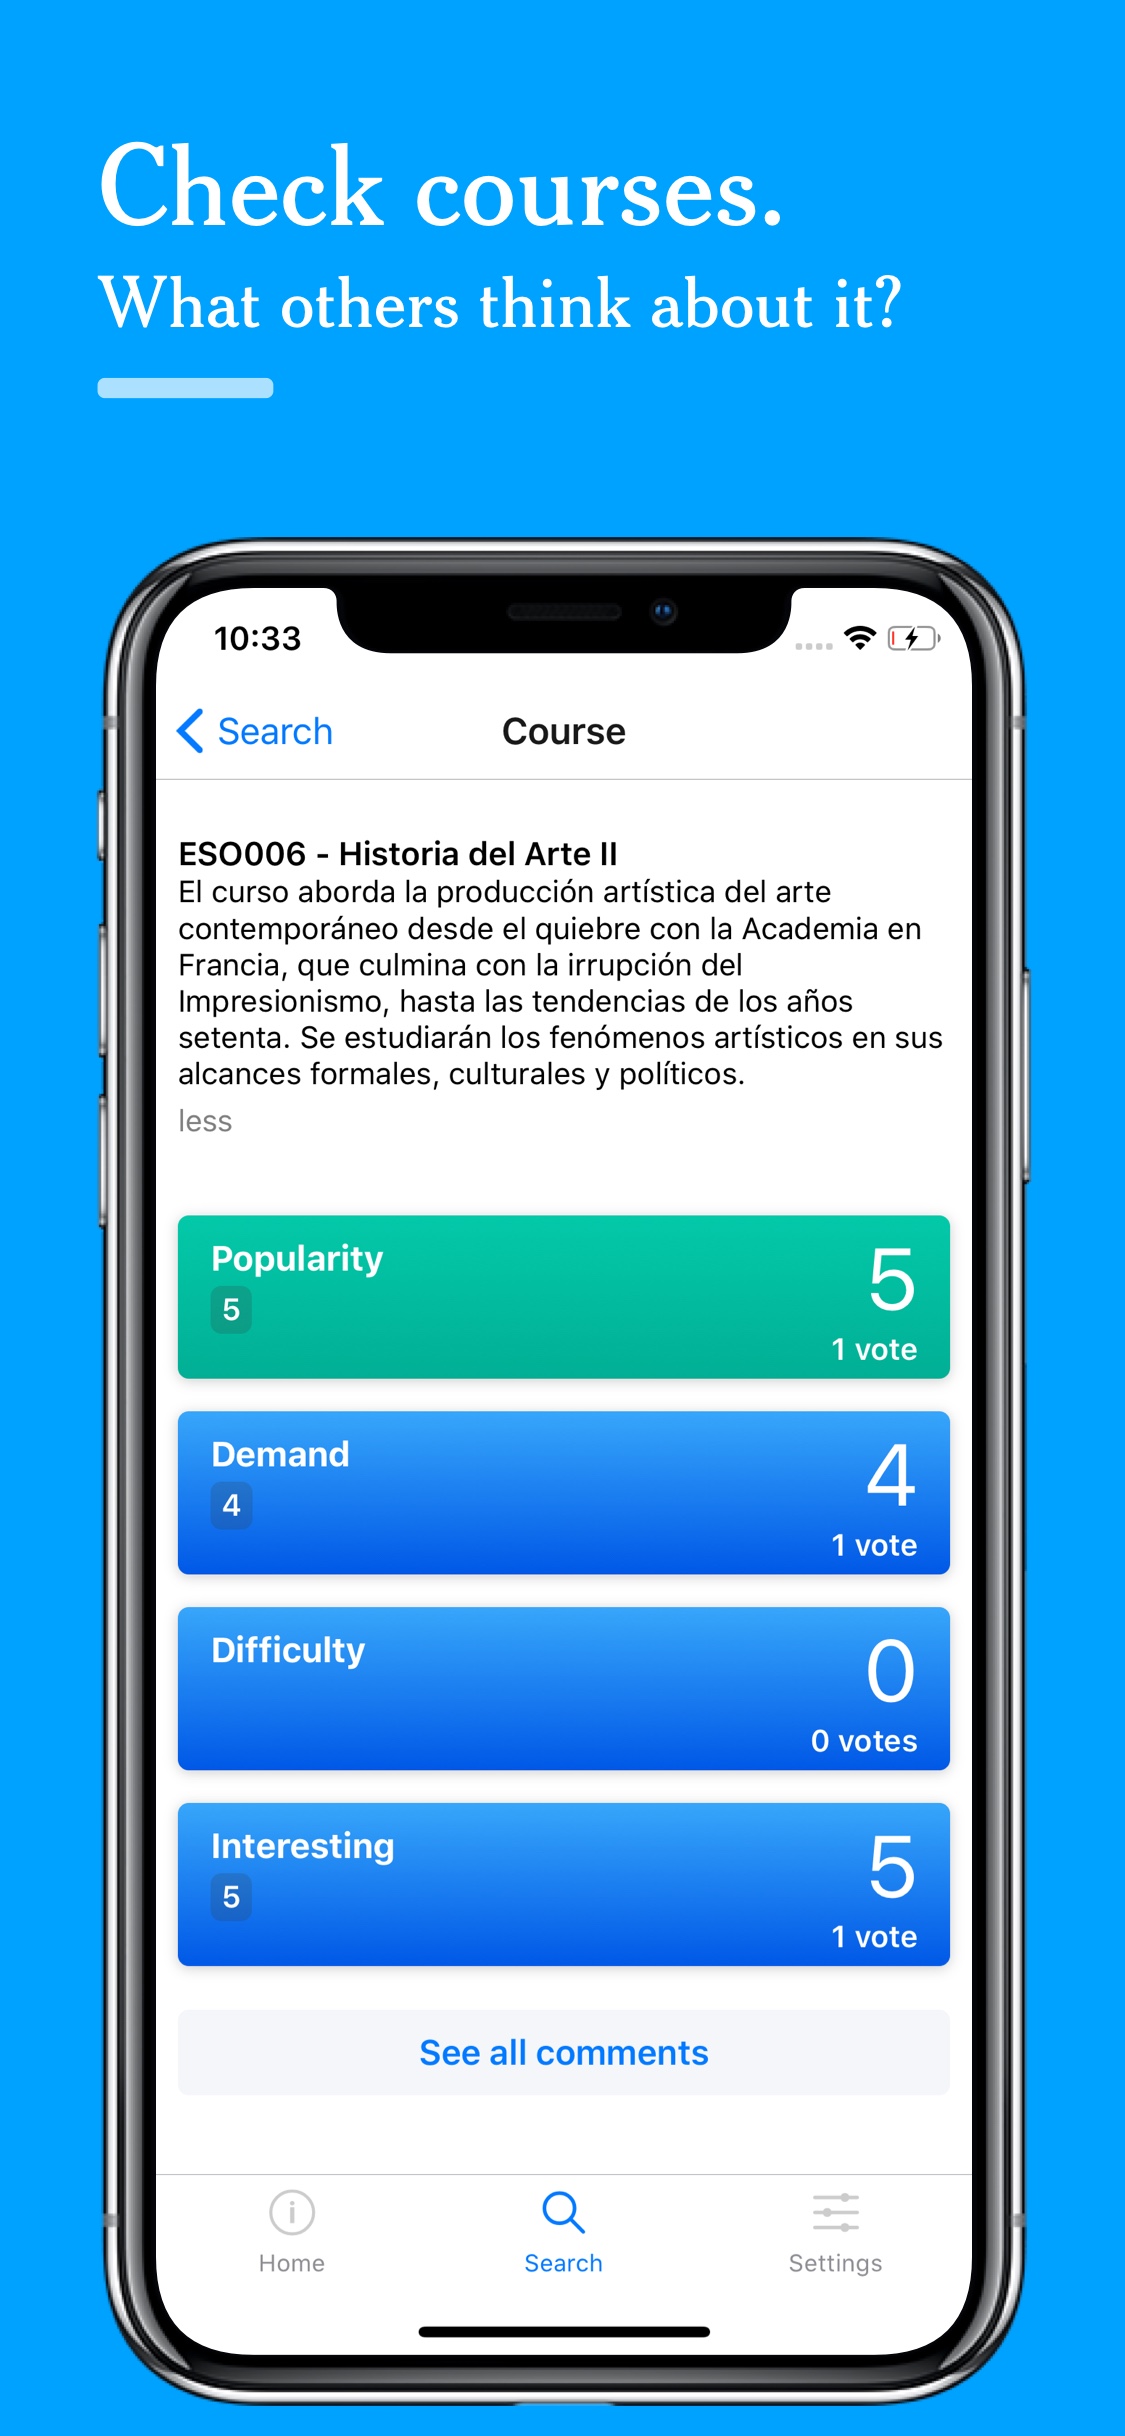 Check courses.
What others think about it?
10:33
Search
Course
ESO006 - Historia del Arte II
El curso aborda la producción artística del arte
contemporáneo desde el quiebre con la Academia en
Francia, que culmina con la irrupción del
Impresionismo, hasta las tendencias de los años
setenta. Se estudiarán los fenómenos artísticos en sus
alcances formales, culturales y políticos.
less
Popularity
5
5
1 vote
Demand
4
4
1 vote
Difficulty
0
0 votes
Interesting
5
5
1 vote
See all comments
Home
Search
Settings